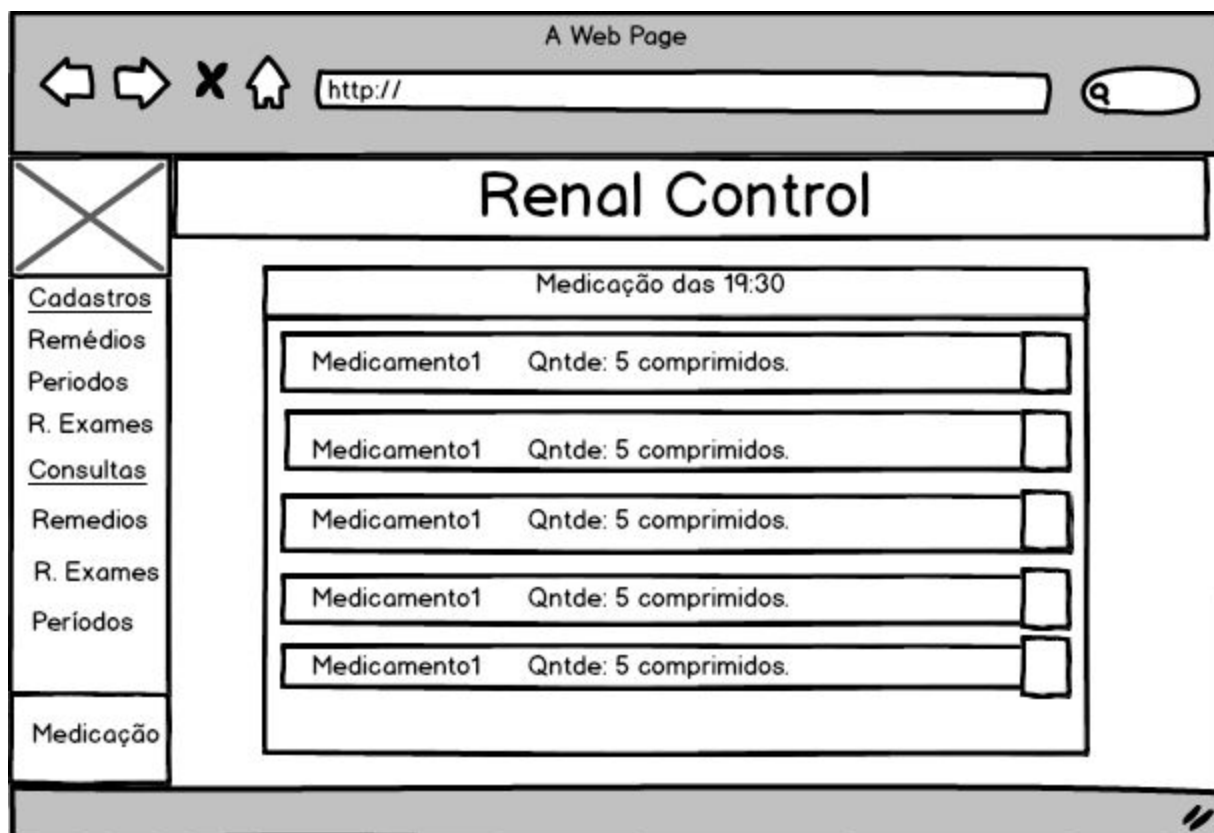 A Web Page
http://
Renal Control
Cadastros
Remédios
Periodos
R. Exames
Consultas
Remedios
R. Exames
Períodos
Medicação
Medicação das 19:30
Medicamento1 Qntde: 5 comprimidos.
Medicamento1 Qntde: 5 comprimidos.
Medicamento1 Qntde: 5 comprimidos.
Medicamento1 Qntde: 5 comprimidos.
Medicamento1 Qntde: 5 comprimidos.